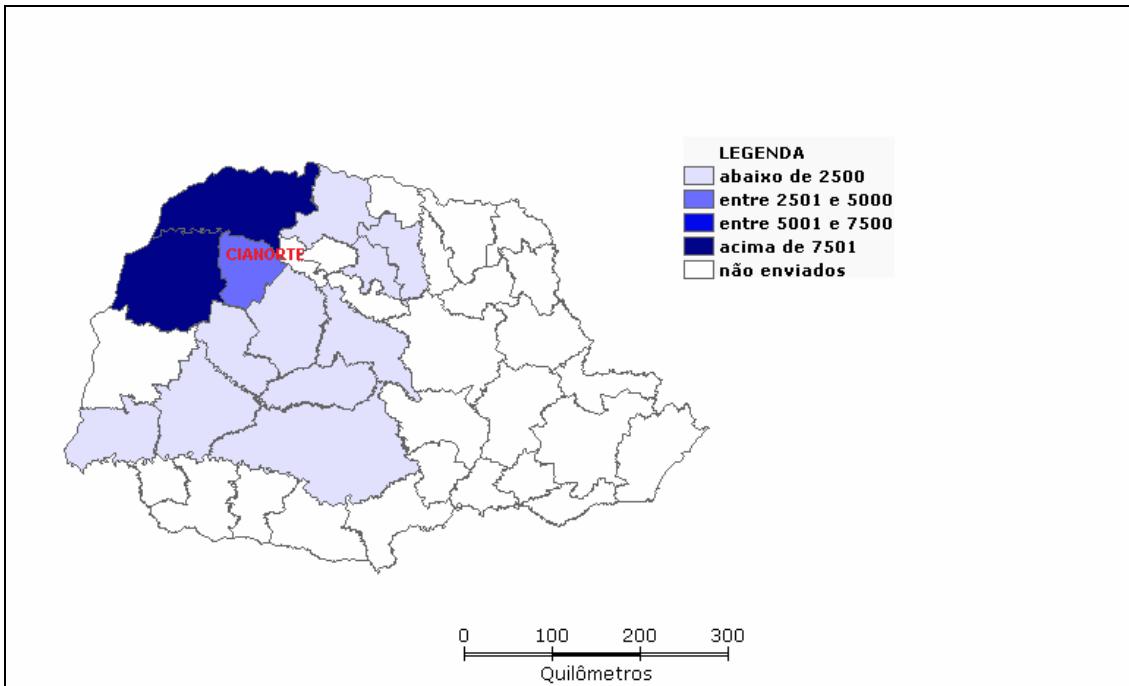 LEGENDA
abaixo de 2500
entre 2501 e 5000
entre 5001 e 7500
acima de 7501
não enviados
CIANORTE
0 100 200 300
Quilômetros